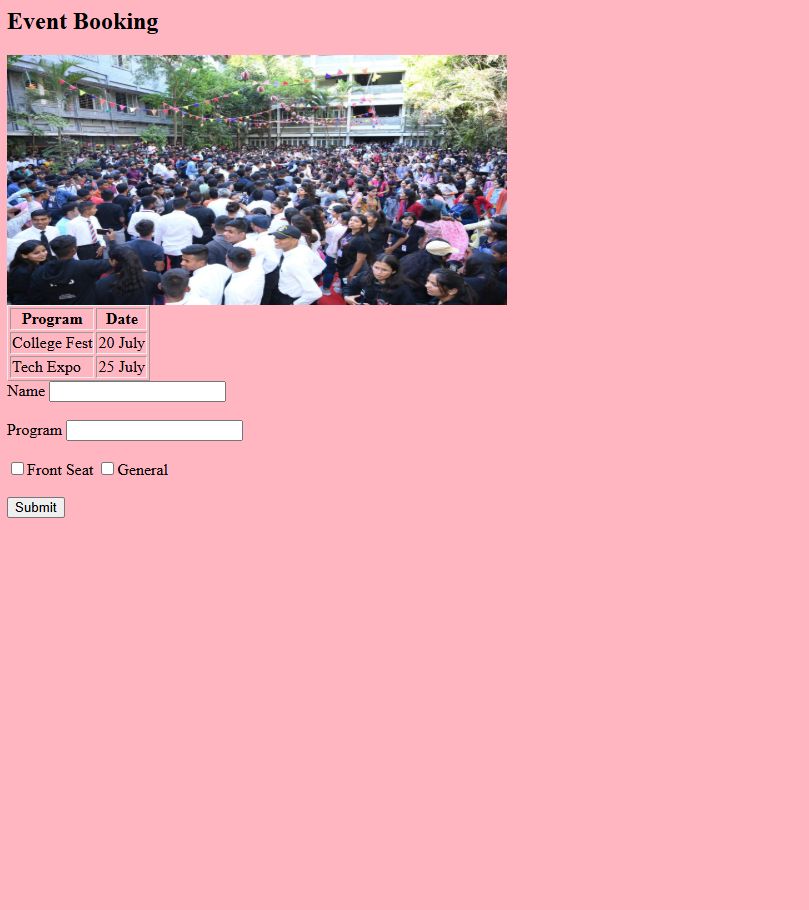 Event Booking
Program Date
College Fest 20 July
Tech Expo 25 July
Name
Program
Front Seat General
Submit